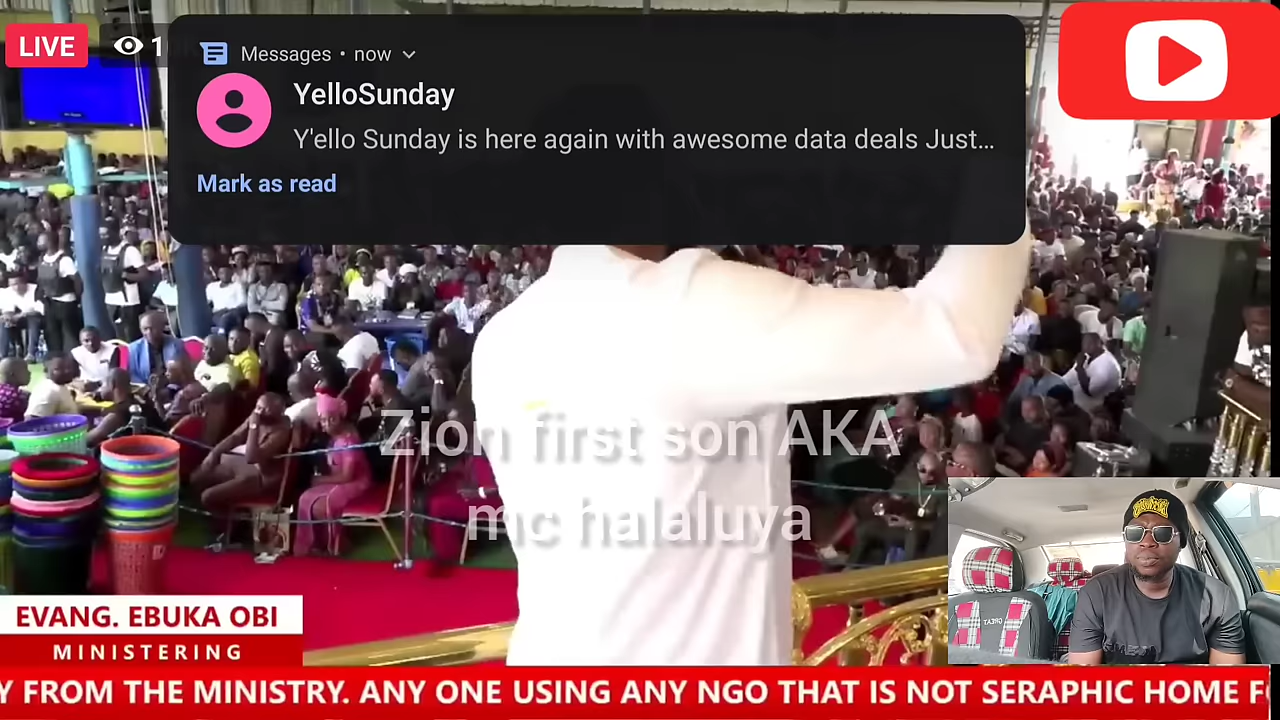 LIVE
1
Messages • now
YelloSunday
Y'ello Sunday is here again with awesome data deals Just...
Mark as read
Zion first son AKA
mc halaluya
GREAT
EVANG. EBUKA OBI
MINISTERING
Y FROM THE MINISTRY. ANY ONE USING ANY NGO THAT IS NOT SERAPHIC HOME F